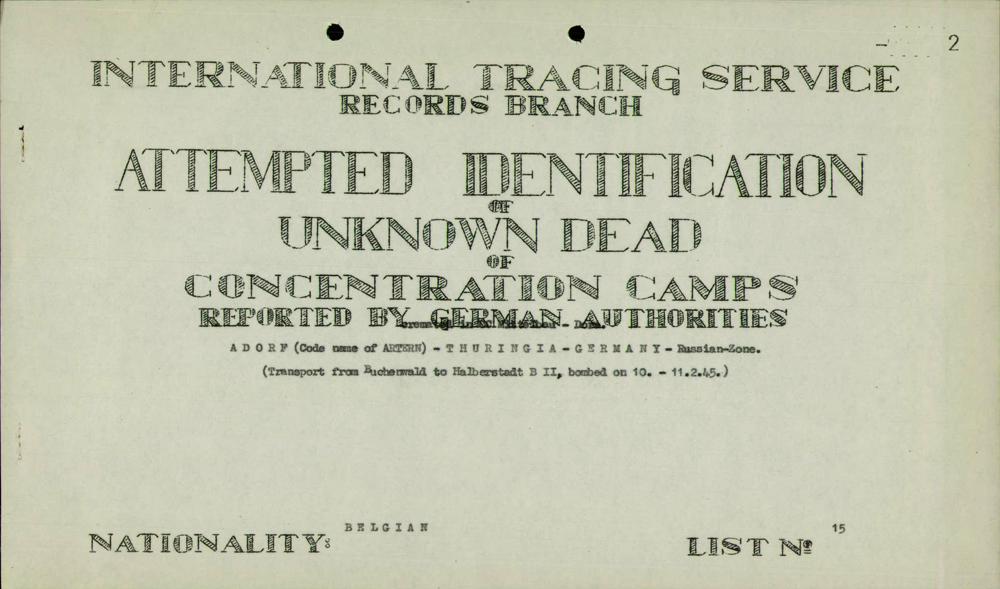 2
INTERNATIONAL TRACING SERVICE
RECORDS BRANCH
ATTEMPTED IDENTIFICATION
OF
UNKNOWN DEAD
OF
CONCENTRATION CAMPS
REPORTED BY GERMAN AUTHORITIES
A D O R F (Code name of ARTERN) - T H U R I N G I A - G E R M A N Y - Russian-Zone.
(Transport from Buchenwald to Halberstadt B II, bombed on 10. - 11.2.45.)
NATIONALITY: B E L G I A N
LIST Nº 15